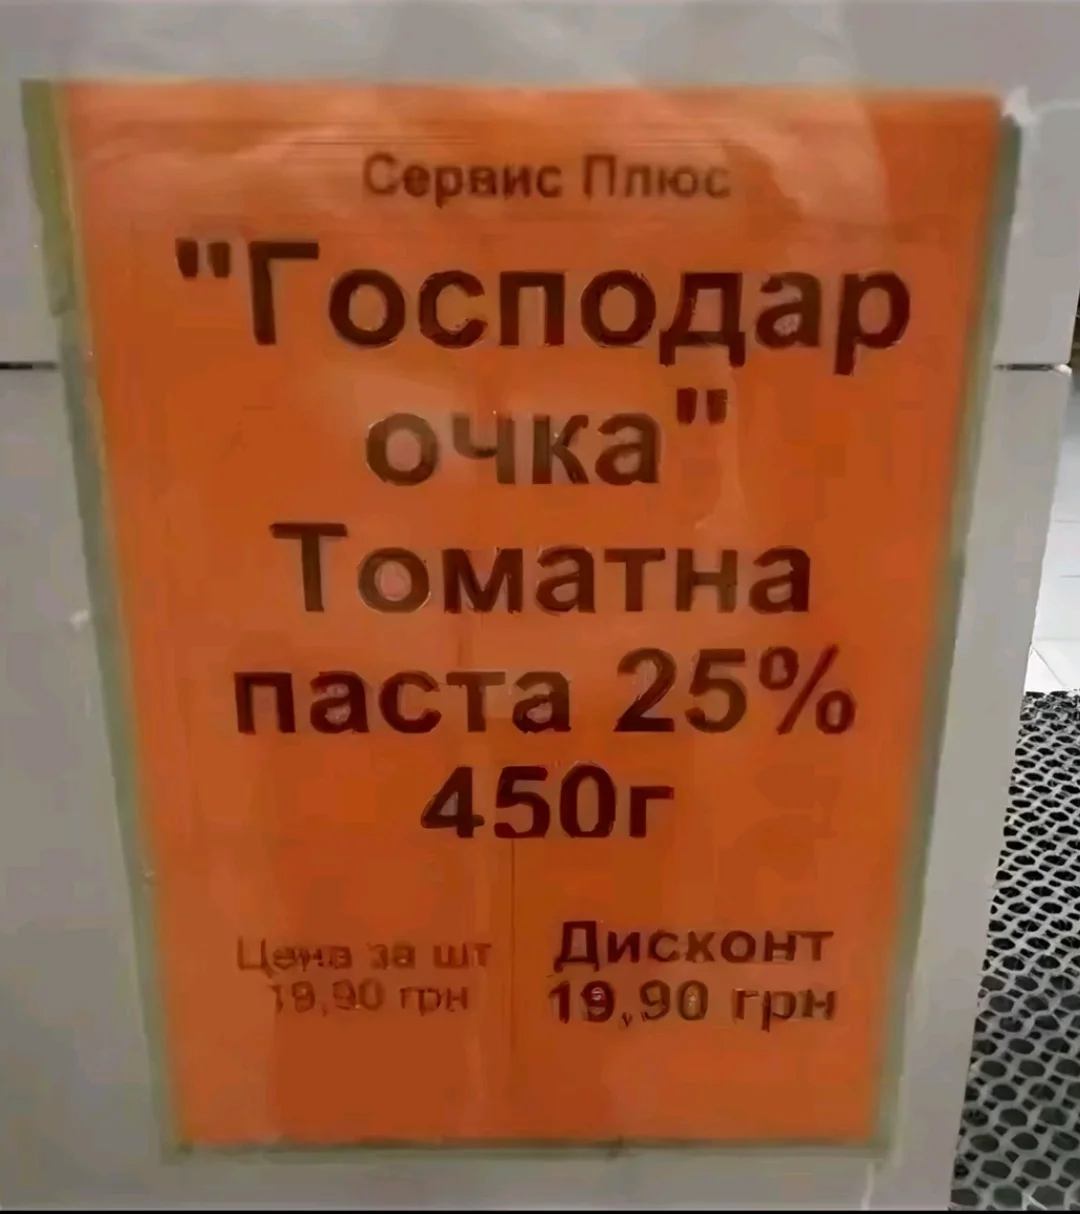 Сервис Плюс
"Господар
очка"
Томатна
паста 25%
450г
Цена за шт
19,90 грн
Дисконт
19,90 грн